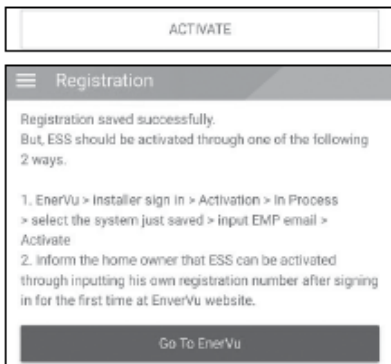 ACTIVATE
Registration
Registration saved successfully.
But, ESS should be activated through one of the following
2 ways.
1. EnerVu > Installer sign in > Activation > In Process
> select the system just saved > input EMP email >
Activate
2. Inform the home owner that ESS can be activated
through inputting his own registration number after signing
in for the first time at EnverVu website.
Go To EnerVu